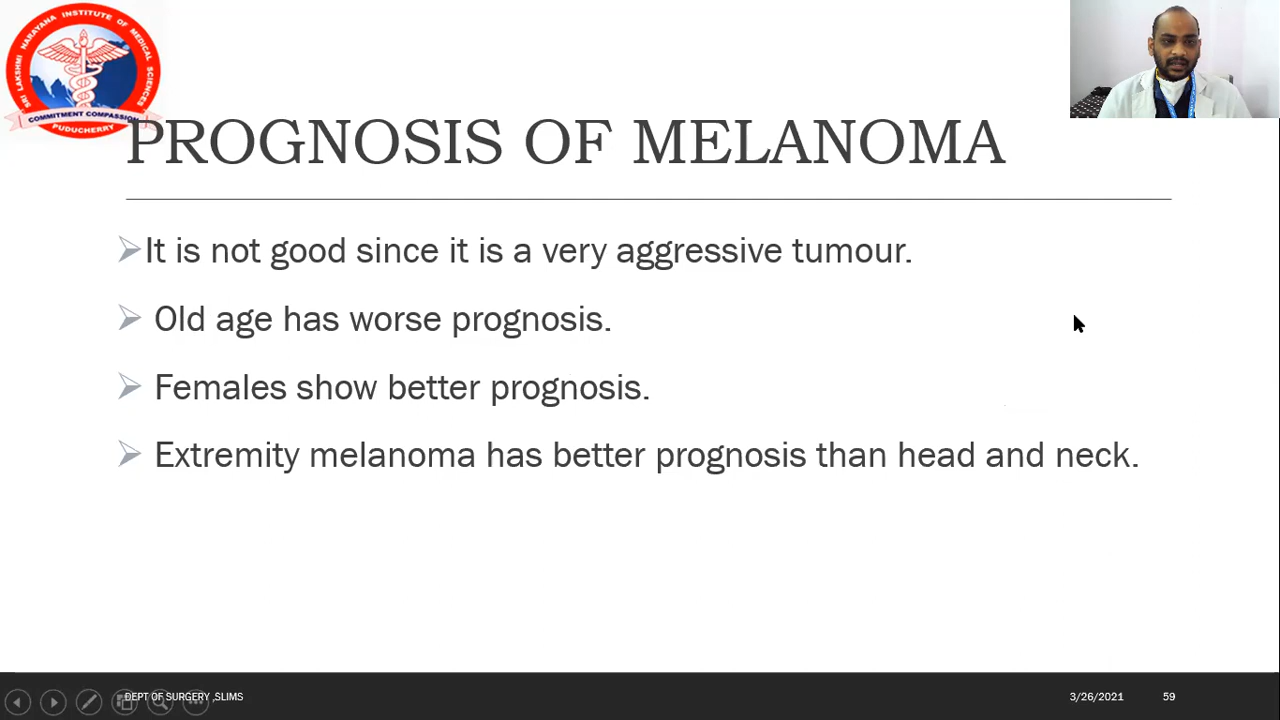 SRI LAKSHMI NARAYANA INSTITUTE OF MEDICAL SCIENCES
COMMITMENT COMPASSION
PUDUCHERRY
PROGNOSIS OF MELANOMA
It is not good since it is a very aggressive tumour.
Old age has worse prognosis.
Females show better prognosis.
Extremity melanoma has better prognosis than head and neck.
DEPT OF SURGERY ,SLIMS
3/26/2021
59